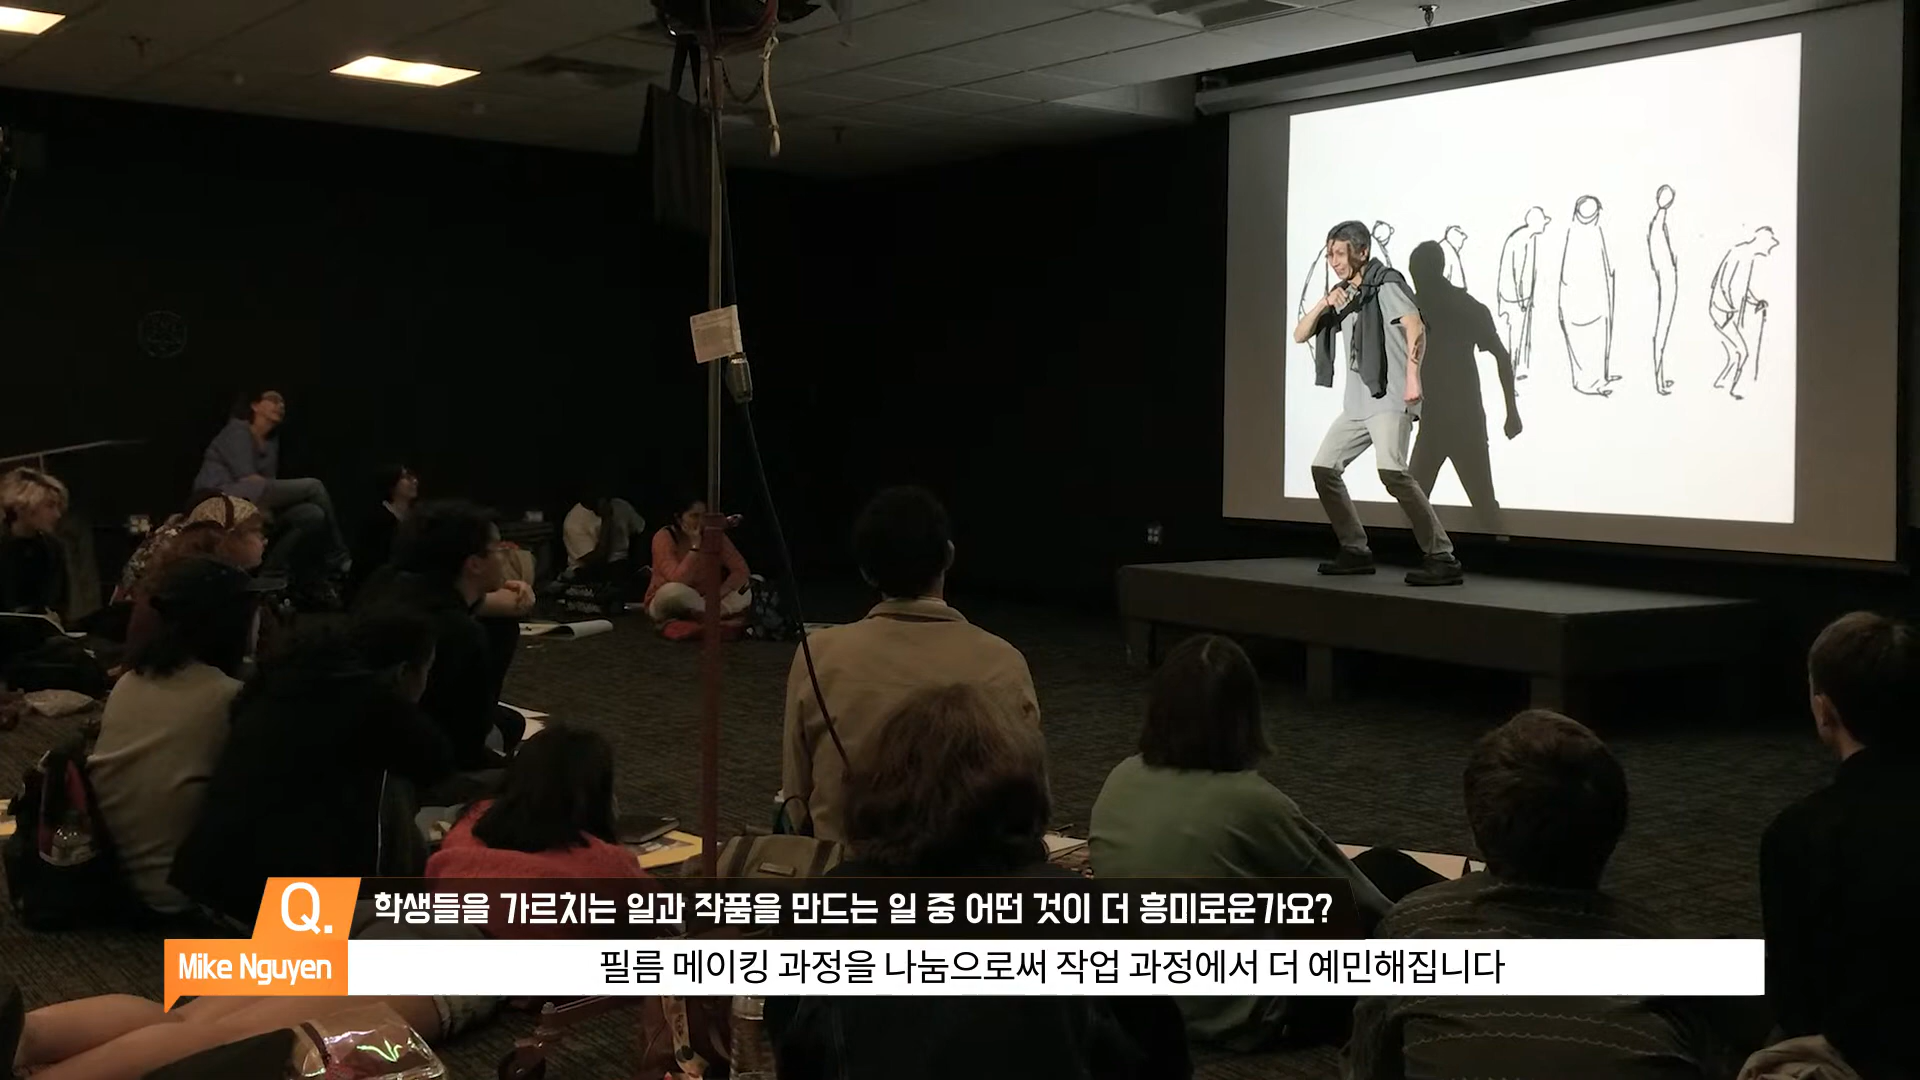 Q. 학생들을 가르치는 일과 작품을 만드는 일 중 어떤 것이 더 흥미로운가요?
Mike Nguyen 필름 메이킹 과정을 나눔으로써 작업 과정에서 더 예민해집니다